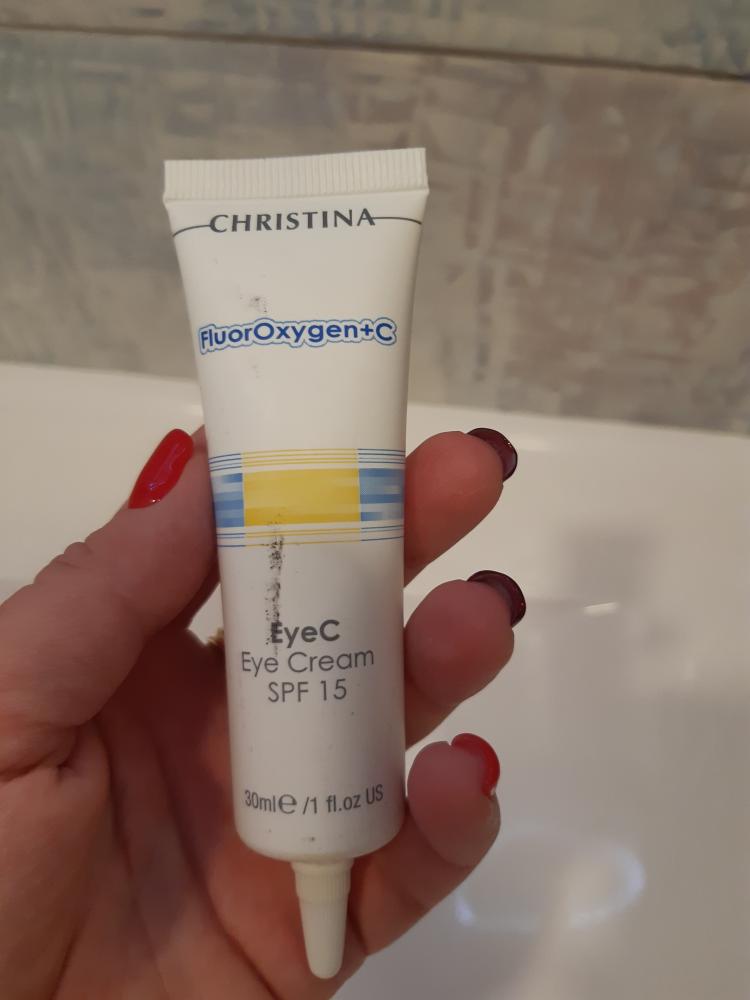 CHRISTINA
FluorOxygen+C
EyeC
Eye Cream
SPF 15
30ml℮ /1 fl.oz US